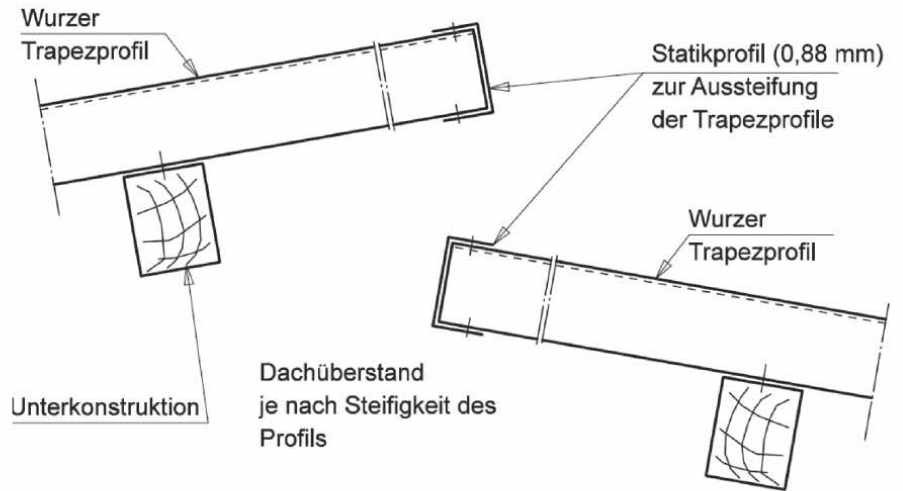 Wurzer
Trapezprofil
Statikprofil (0,88 mm)
zur Aussteifung
der Trapezprofile
Wurzer
Trapezprofil
Unterkonstruktion
Dachüberstand
je nach Steifigkeit des
Profils